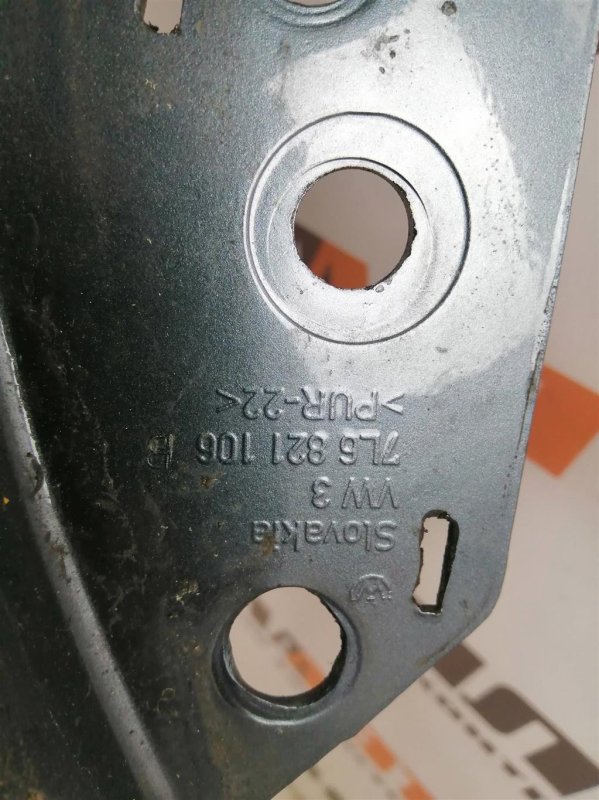 >PUR-22<
7L6 821 106 B
VW 3
Slovakia